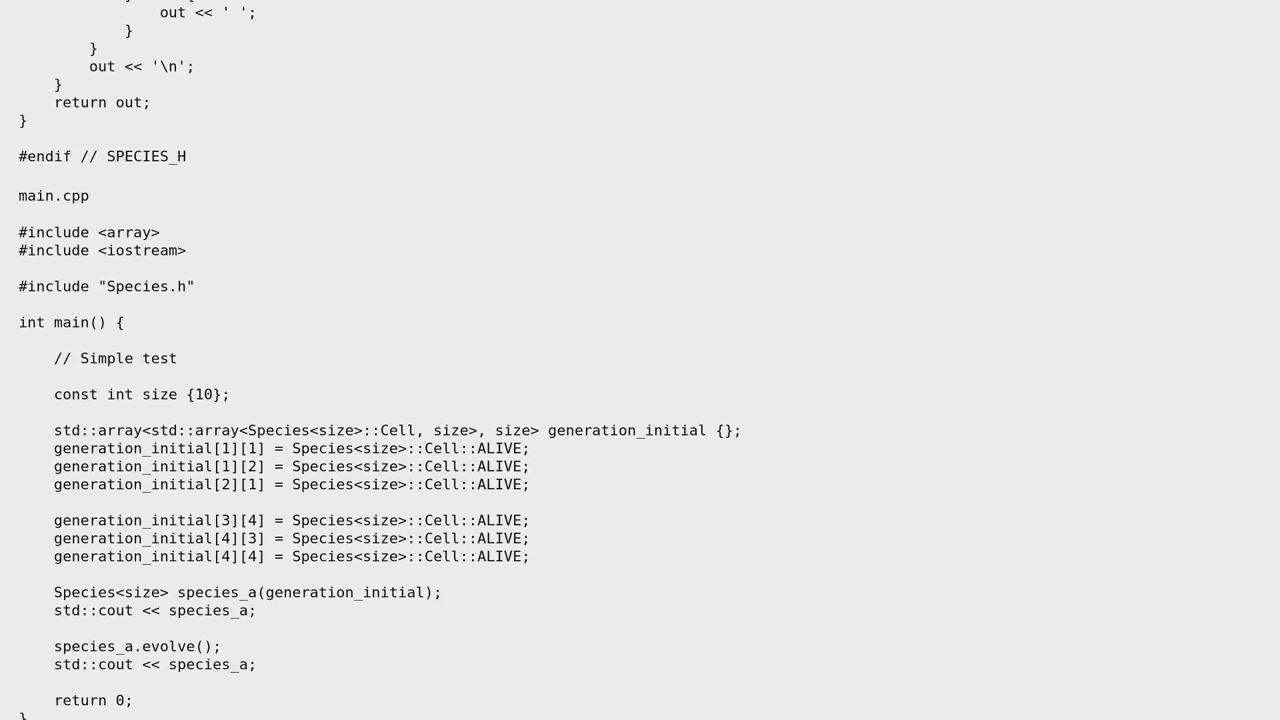 out << ' ';
}
}
out << '\n';
}
return out;
}
#endif // SPECIES_H
main.cpp
#include <array>
#include <iostream>
#include "Species.h"
int main() {
// Simple test
const int size {10};
std::array<std::array<Species<size>::Cell, size>, size> generation_initial {};
generation_initial[1][1] = Species<size>::Cell::ALIVE;
generation_initial[1][2] = Species<size>::Cell::ALIVE;
generation_initial[2][1] = Species<size>::Cell::ALIVE;
generation_initial[3][4] = Species<size>::Cell::ALIVE;
generation_initial[4][3] = Species<size>::Cell::ALIVE;
generation_initial[4][4] = Species<size>::Cell::ALIVE;
Species<size> species_a(generation_initial);
std::cout << species_a;
species_a.evolve();
std::cout << species_a;
return 0;
}